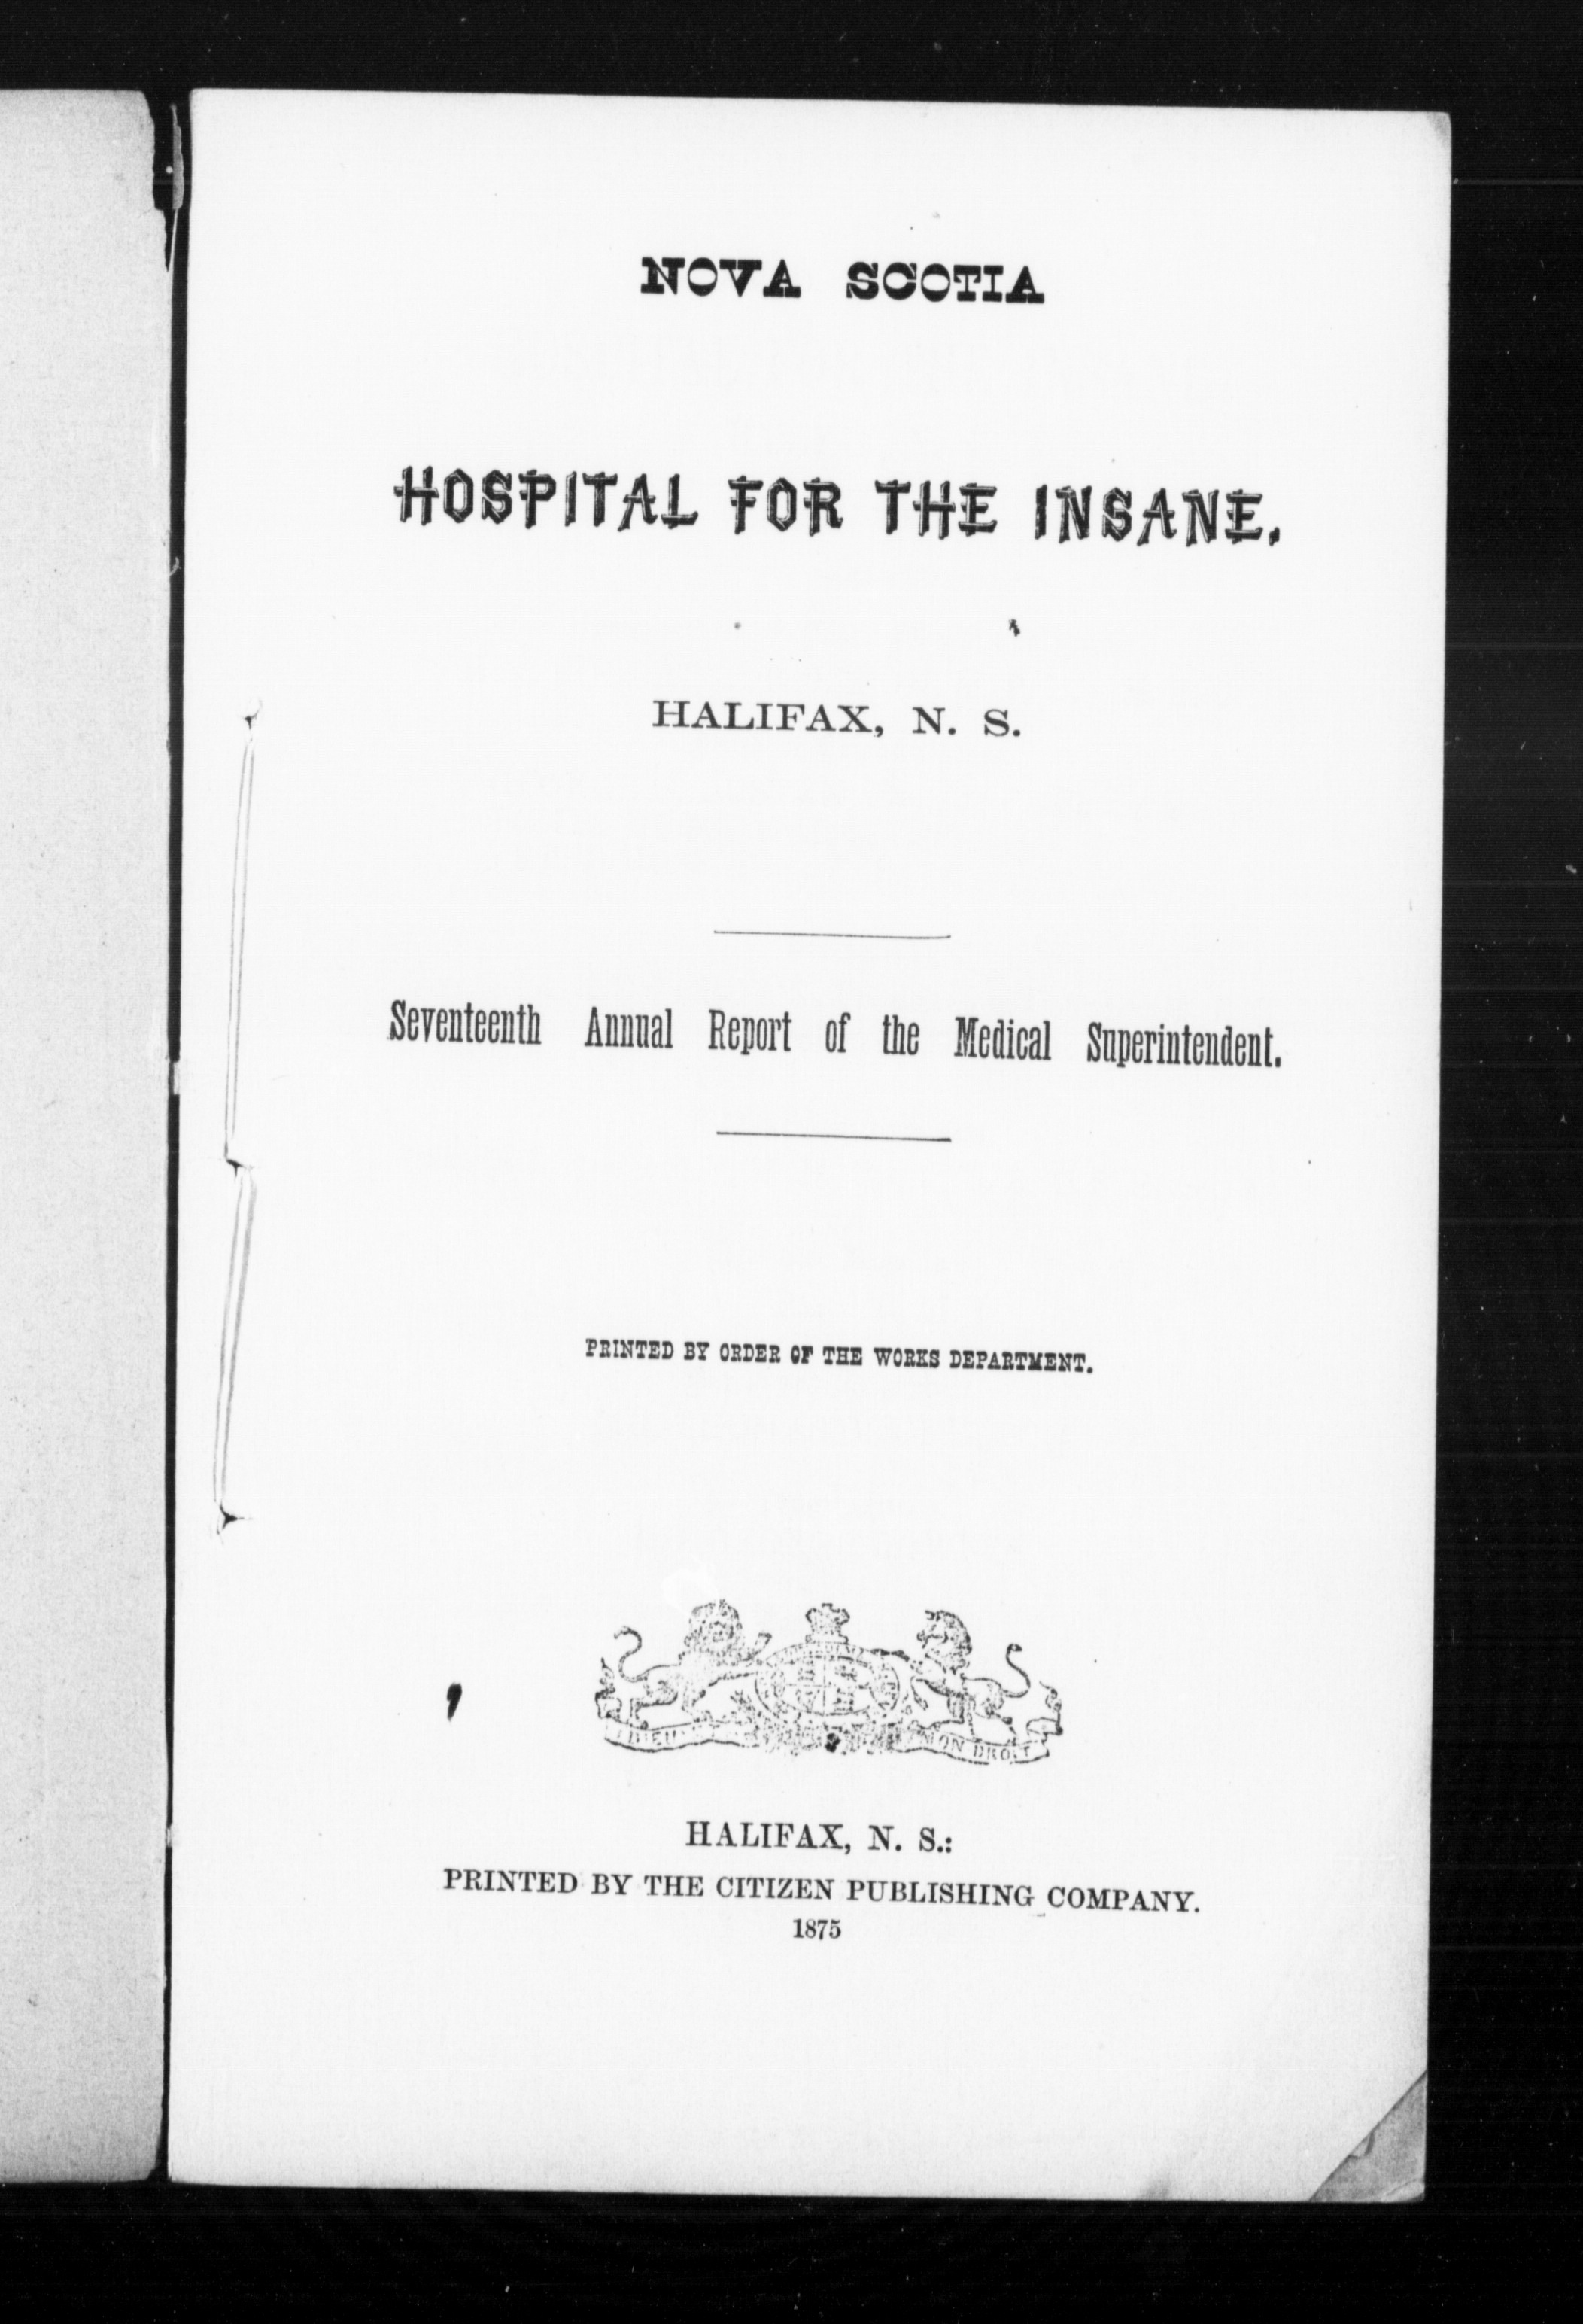 NOVA SCOTIA
HOSPITAL FOR THE INSANE.
HALIFAX, N. S.
Seventeenth Annual Report of the Medical Superintendent.
PRINTED BY ORDER OF THE WORKS DEPARTMENT.
DIEU MON DROIT
HALIFAX, N. S.:
PRINTED BY THE CITIZEN PUBLISHING COMPANY.
1875